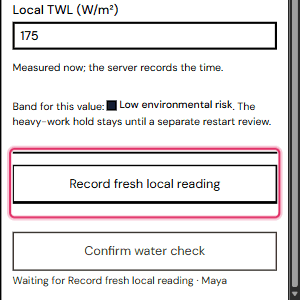 Local TWL (W/m²)
175
Measured now; the server records the time.
Band for this value: Low environmental risk. The
heavy-work hold stays until a separate restart review.
Record fresh local reading
Confirm water check
Waiting for Record fresh local reading · Maya